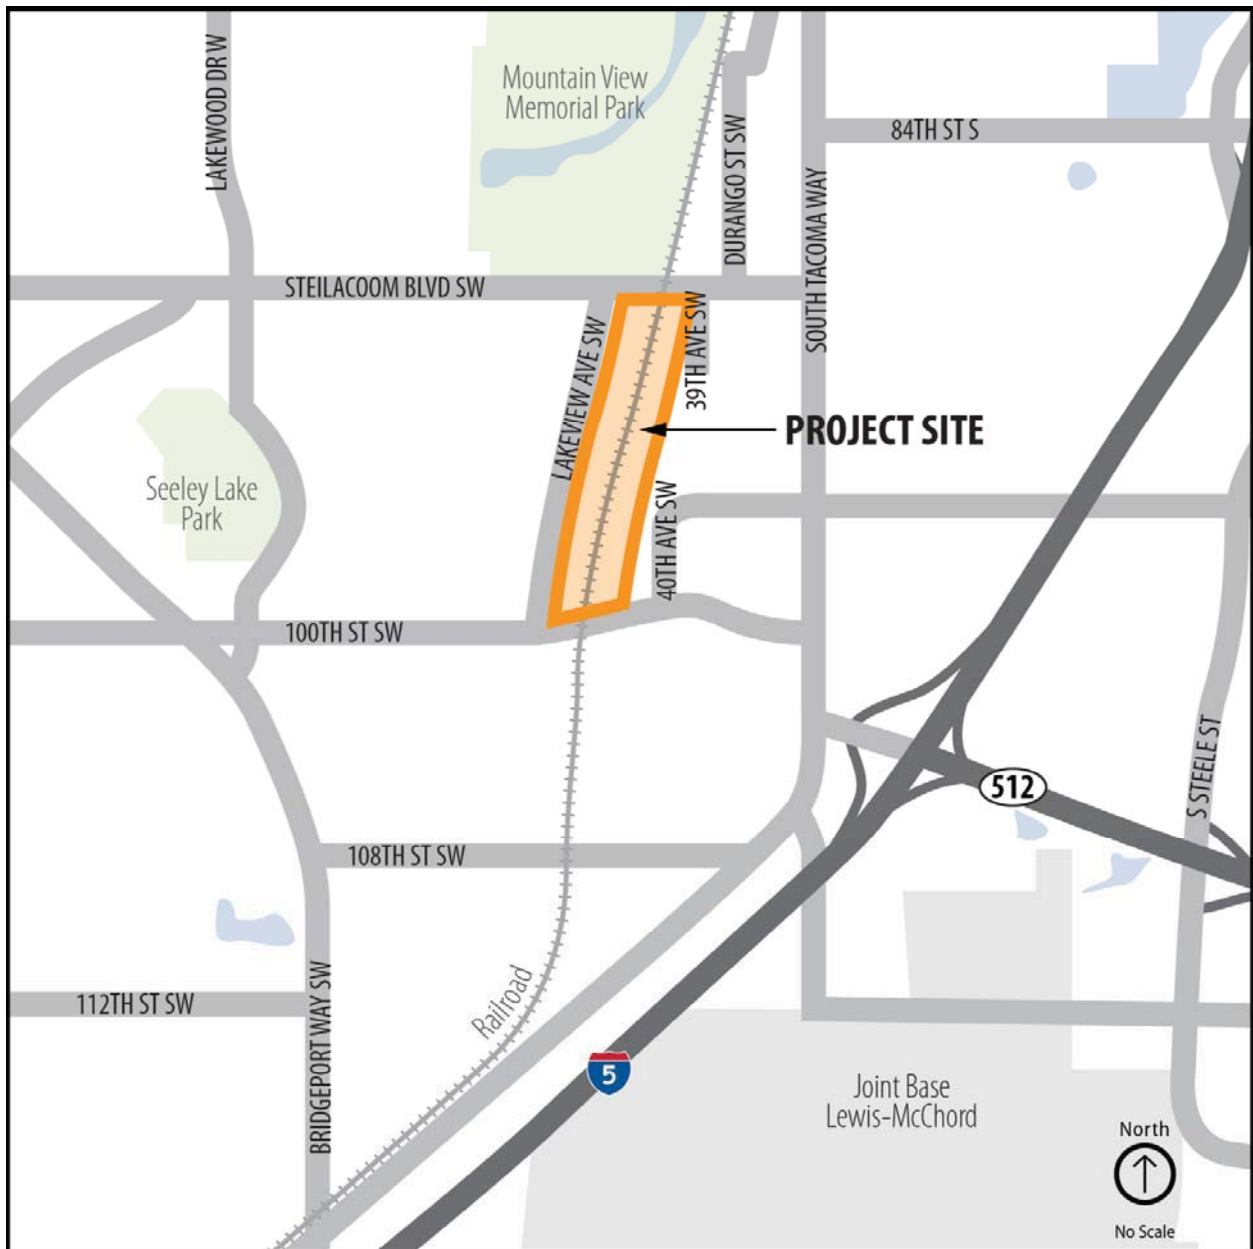 LAKEWOOD DR W
Mountain View
Memorial Park
DURANGO ST SW
84TH ST S
SOUTH TACOMA WAY
STEILACOOM BLVD SW
LAKEVIEW AVE SW
39TH AVE SW
PROJECT SITE
Seeley Lake
Park
40TH AVE SW
100TH ST SW
512
S STEELE ST
108TH ST SW
Railroad
112TH ST SW
BRIDGEPORT WAY SW
5
Joint Base
Lewis-McChord
North
No Scale